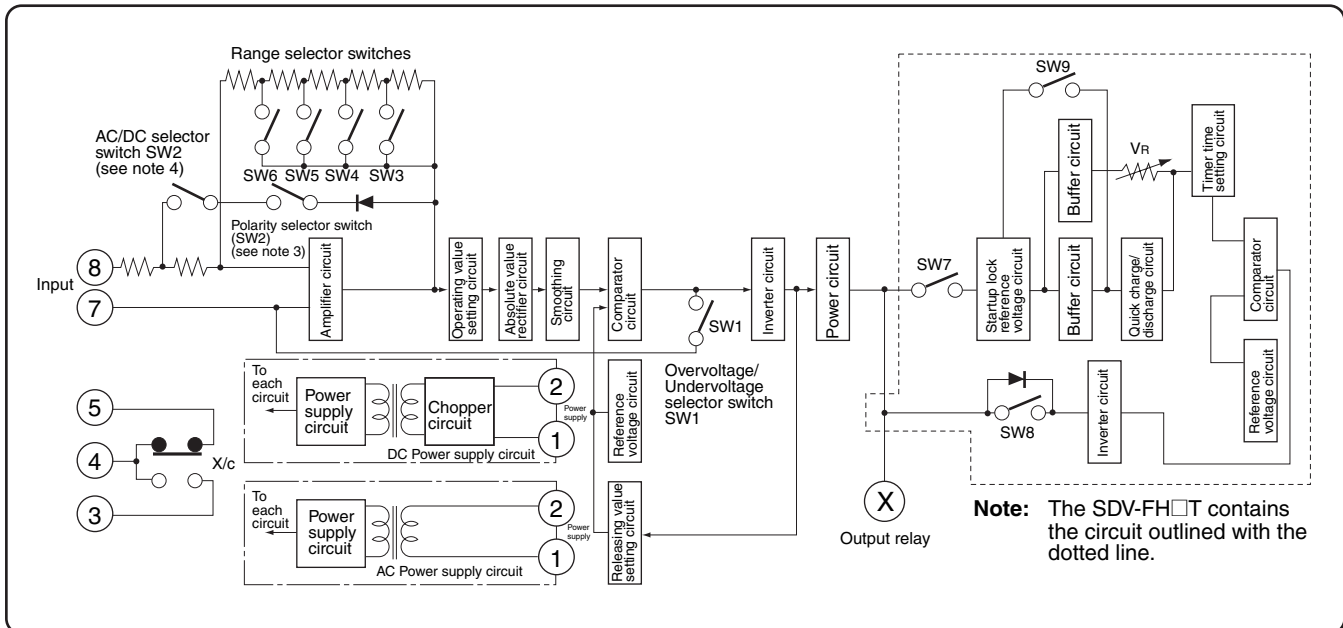 Range selector switches
SW6
SW5
SW4
SW3
AC/DC selector
switch SW2
(see note 4)
Polarity selector switch
(SW2)
(see note 3)
8
Input
7
Amplifier circuit
Operating value
setting circuit
Absolute value
rectifier circuit
Smoothing
circuit
Comparator
circuit
SW1
Overvoltage/
Undervoltage
selector switch
SW1
Inverter circuit
Power circuit
SW7
SW9
Startup lock
reference
voltage circuit
Buffer circuit
Buffer circuit
VR
Quick charge/
discharge circuit
Timer time
setting circuit
Comparator
circuit
Reference
voltage circuit
SW8
Inverter circuit
5
4
3
X/c
To
each
circuit
Power
supply
circuit
Chopper
circuit
2
1
Power
supply
DC Power supply circuit
Reference
voltage circuit
To
each
circuit
Power
supply
circuit
2
1
Power
supply
AC Power supply circuit
Releasing value
setting circuit
X
Output relay
Note: The SDV-FH□T contains
the circuit outlined with the
dotted line.